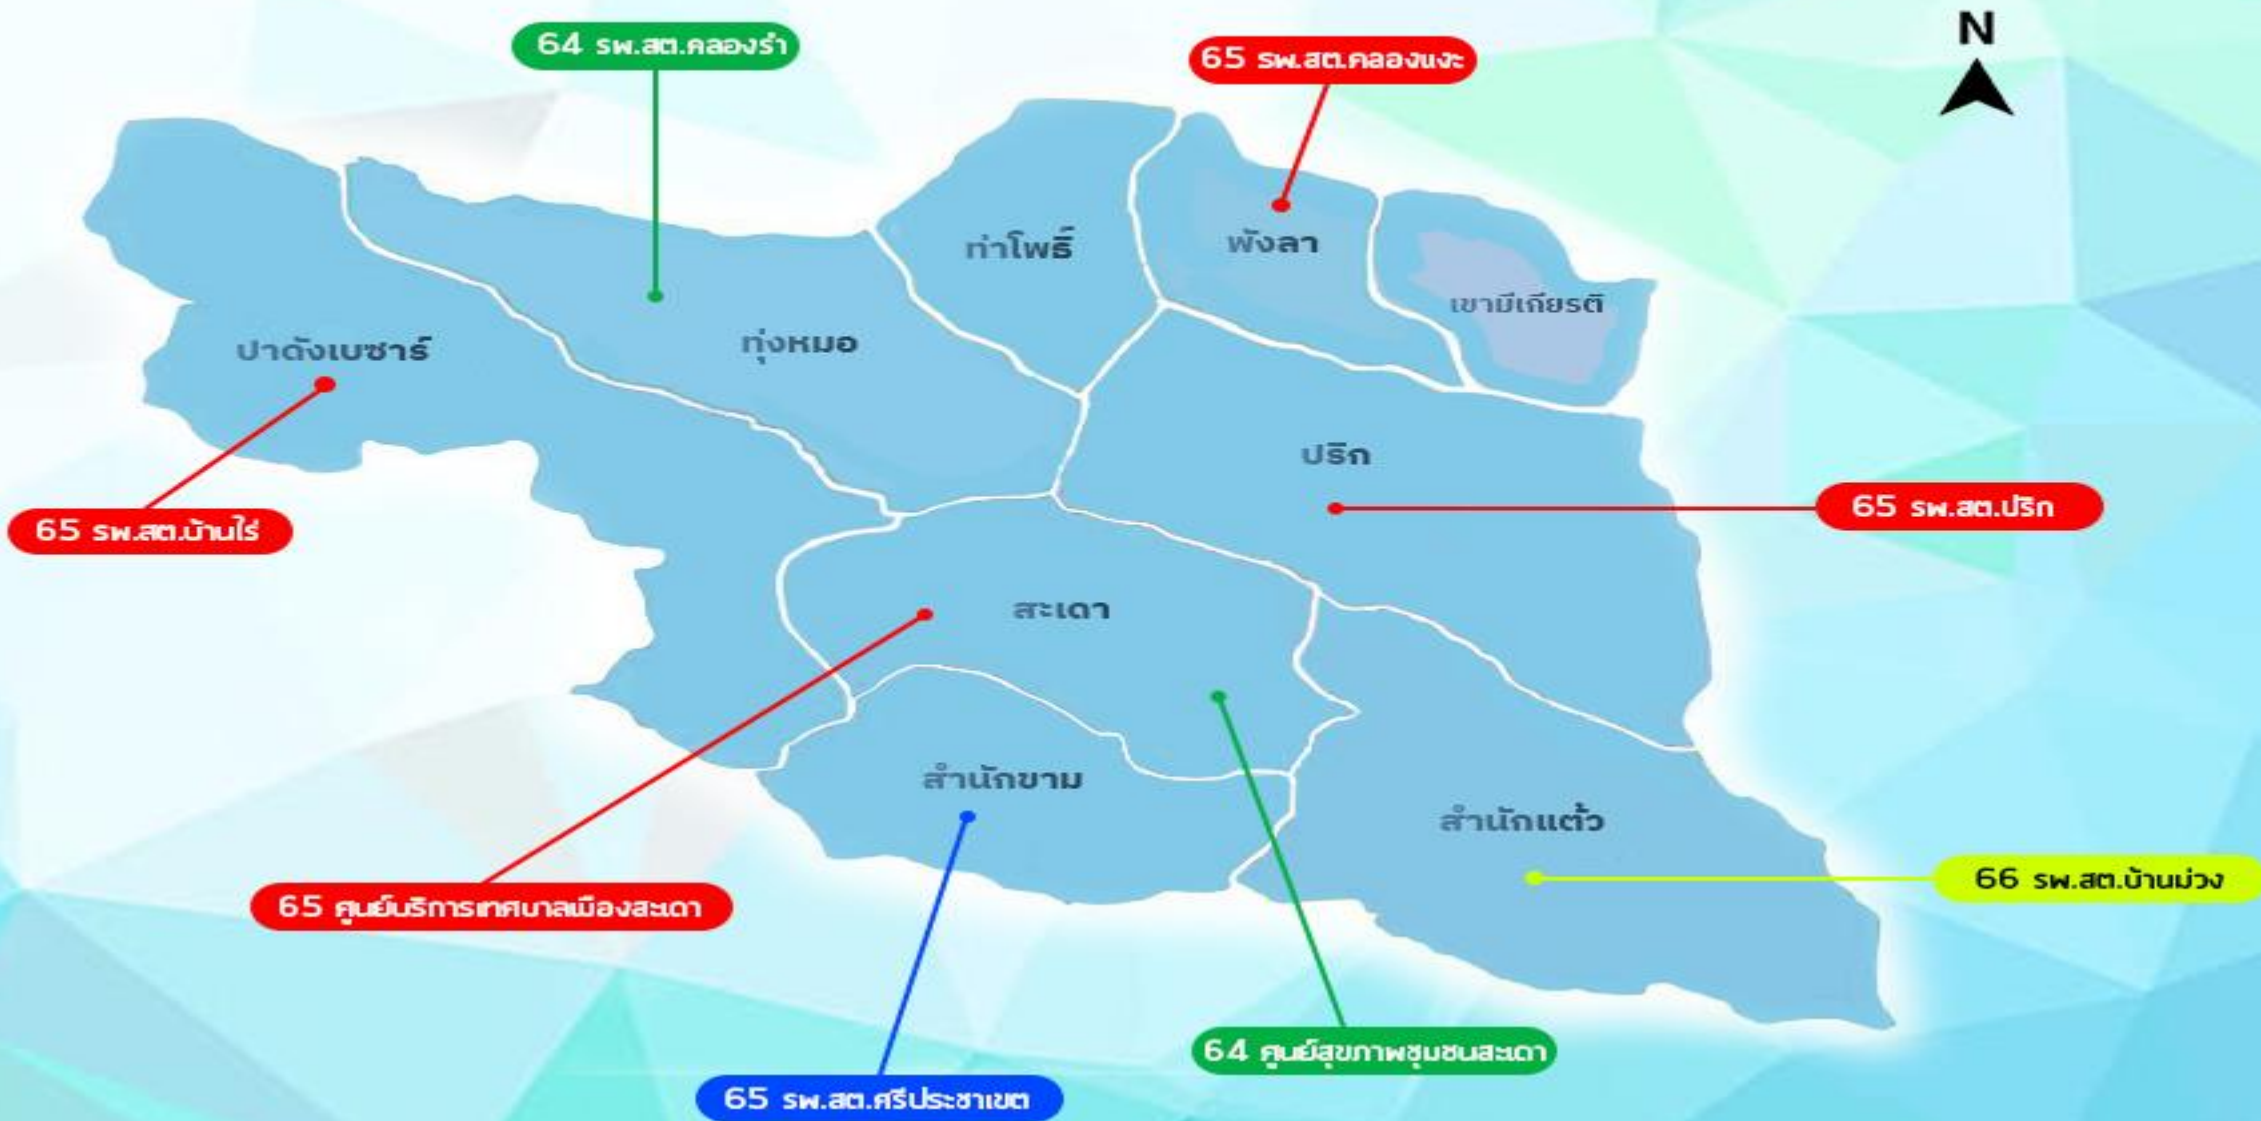 N
64 รพ.สต.คลองรำ
65 รพ.สต.คลองแงะ
ท่าโพธิ์
พังลา
เขามีเกียรติ
ปาดังเบซาร์
ทุ่งหมอ
ปริก
65 รพ.สต.บ้านไร่
65 รพ.สต.ปริก
สะเดา
สำนักขาม
สำนักแต้ว
65 ศูนย์บริการเทศบาลเมืองสะเดา
66 รพ.สต.บ้านม่วง
64 ศูนย์สุขภาพชุมชนสะเดา
65 รพ.สต.ศรีประชาเขต